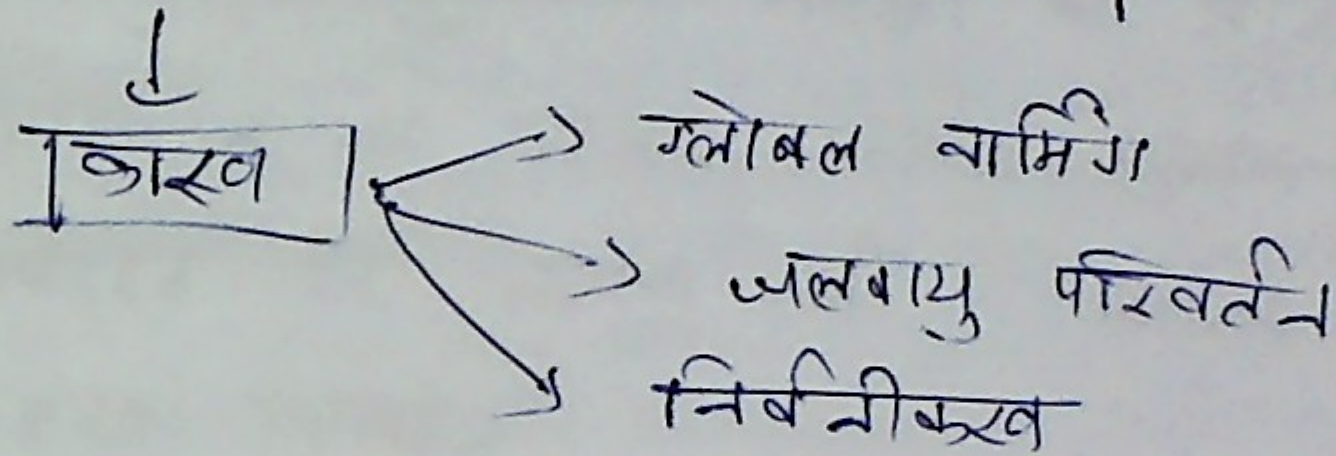 कारण
ग्लोबल वार्मिंग
जलवायु परिवर्तन
निर्वनीकरण